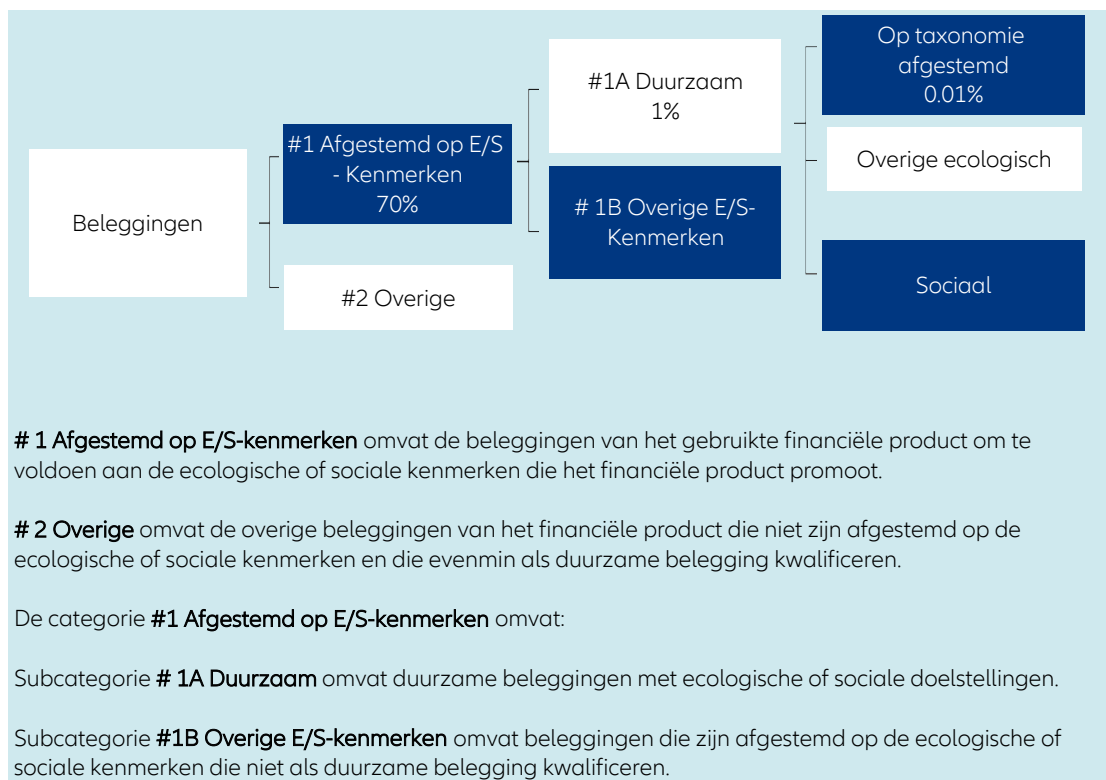 Beleggingen
#1 Afgestemd op E/S
- Kenmerken
70%
#2 Overige
#1A Duurzaam
1%
# 1B Overige E/S-
Kenmerken
Op taxonomie
afgestemd
0.01%
Overige ecologisch
Sociaal
# 1 Afgestemd op E/S-kenmerken omvat de beleggingen van het gebruikte financiële product om te
voldoen aan de ecologische of sociale kenmerken die het financiële product promoot.
# 2 Overige omvat de overige beleggingen van het financiële product die niet zijn afgestemd op de
ecologische of sociale kenmerken en die evenmin als duurzame belegging kwalificeren.
De categorie #1 Afgestemd op E/S-kenmerken omvat:
Subcategorie # 1A Duurzaam omvat duurzame beleggingen met ecologische of sociale doelstellingen.
Subcategorie #1B Overige E/S-kenmerken omvat beleggingen die zijn afgestemd op de ecologische of
sociale kenmerken die niet als duurzame belegging kwalificeren.